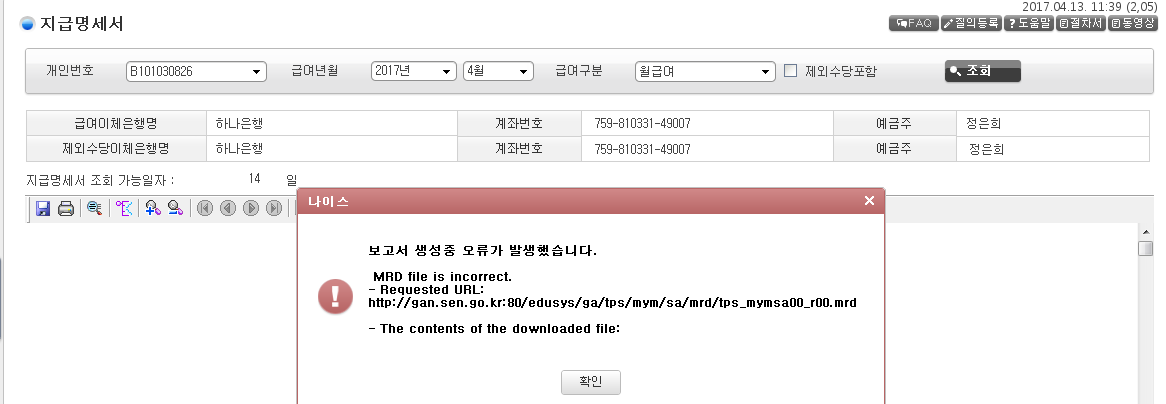 2017.04.13. 11:39 (2,05)
지급명세서
FAQ 질의등록 ? 도움말 절차서 동영상
개인번호 B101030826 급여년월 2017년 4월 급여구분 월급여 제외수당포함 조회
급여이체은행명 하나은행 계좌번호 759-810331-49007 예금주 정은희
제외수당이체은행명 하나은행 계좌번호 759-810331-49007 예금주 정은희
지급명세서 조회 가능일자 : 14 일
나이스
보고서 생성중 오류가 발생했습니다.
MRD file is incorrect.
- Requested URL:
http://gan.sen.go.kr:80/edusys/ga/tps/mym/sa/mrd/tps_mymsa00_r00.mrd
- The contents of the downloaded file:
확인